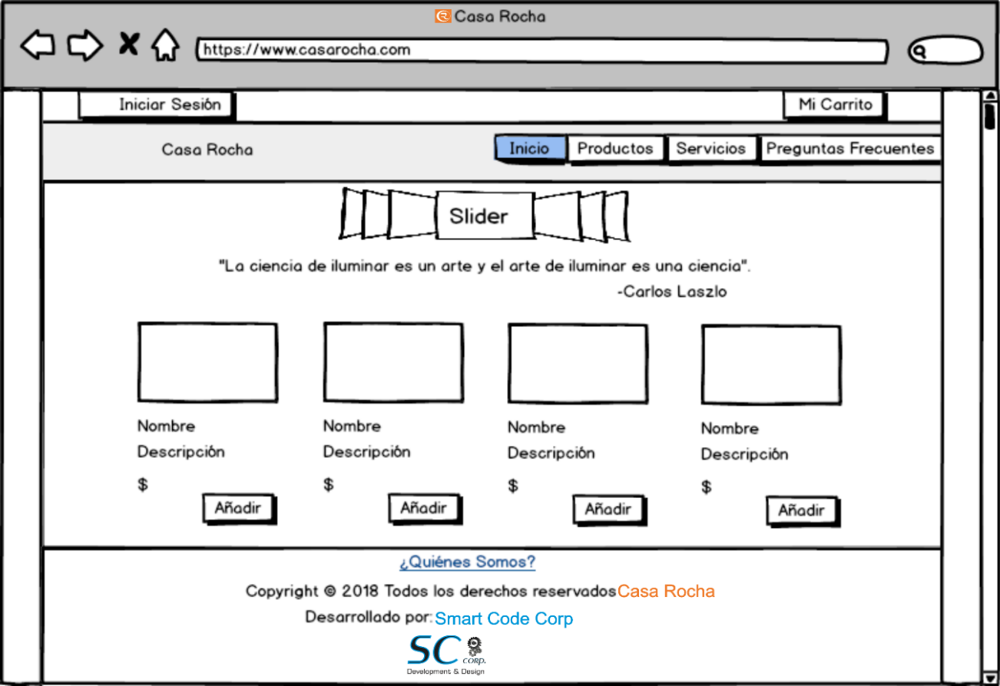 Casa Rocha
https://www.casarocha.com
Iniciar Sesión
Mi Carrito
Casa Rocha
Inicio
Productos
Servicios
Preguntas Frecuentes
Slider
"La ciencia de iluminar es un arte y el arte de iluminar es una ciencia".
-Carlos Laszlo
Nombre
Descripción
$
Añadir
Nombre
Descripción
$
Añadir
Nombre
Descripción
$
Añadir
Nombre
Descripción
$
Añadir
¿Quiénes Somos?
Copyright © 2018 Todos los derechos reservados Casa Rocha
Desarrollado por: Smart Code Corp
SC CORP.
Development & Design